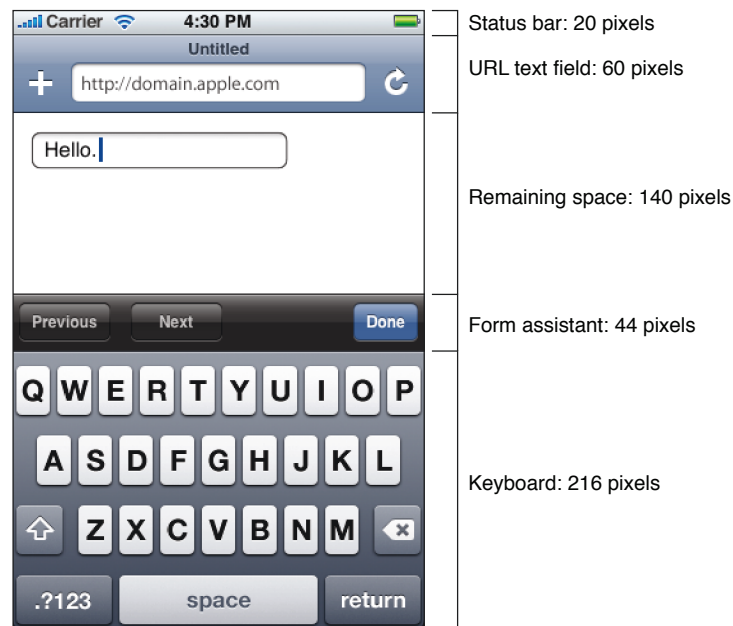 Carrier 4:30 PM
Status bar: 20 pixels
Untitled
http://domain.apple.com
URL text field: 60 pixels
Hello.
Remaining space: 140 pixels
Previous Next Done
Form assistant: 44 pixels
Q W E R T Y U I O P
A S D F G H J K L
Keyboard: 216 pixels
Z X C V B N M
.?123 space return